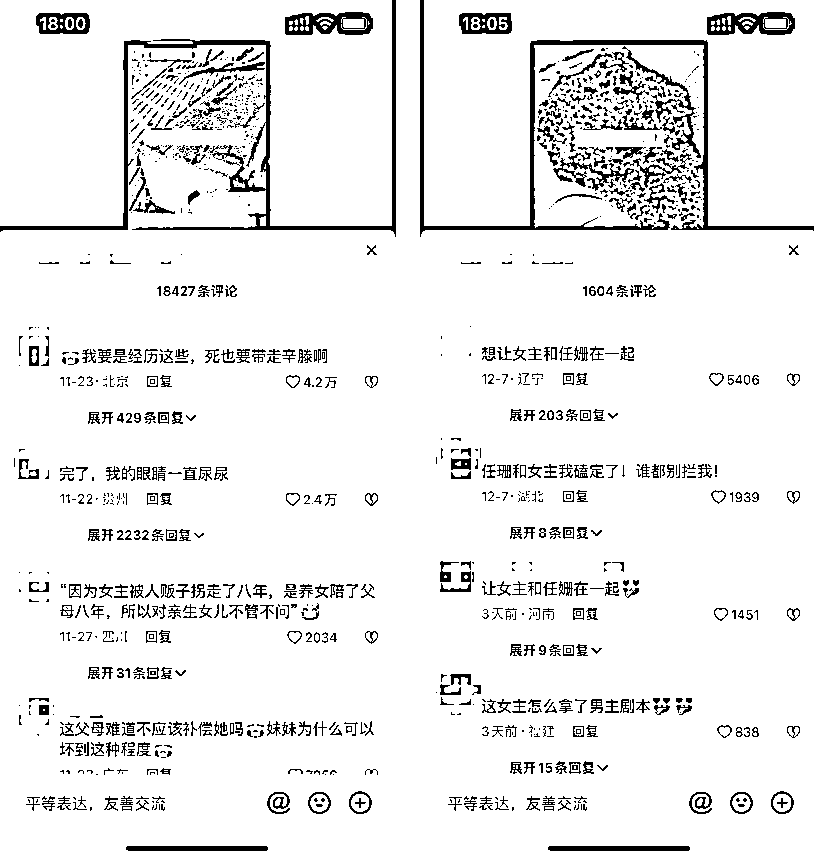 18:00
18427条评论
我要是经历这些，死也要带走辛滕啊
11-23·北京 回复 4.2万
展开429条回复
完了，我的眼睛一直尿尿
11-22·贵州 回复 2.4万
展开2232条回复
“因为女主被人贩子拐走了八年，是养女陪了父
母八年，所以对亲生女儿不管不问”
11-27·四川 回复 2034
展开31条回复
这父母难道不应该补偿她吗 妹妹为什么可以
坏到这种程度
平等表达，友善交流
18:05
1604条评论
想让女主和任姗在一起
12-7·辽宁 回复 5406
展开203条回复
任珊和女主我磕定了！谁都别拦我！
12-7·湖北 回复 1939
展开8条回复
让女主和任姗在一起
3天前·河南 回复 1451
展开9条回复
这女主怎么拿了男主剧本
3天前·福建 回复 838
展开15条回复
平等表达，友善交流